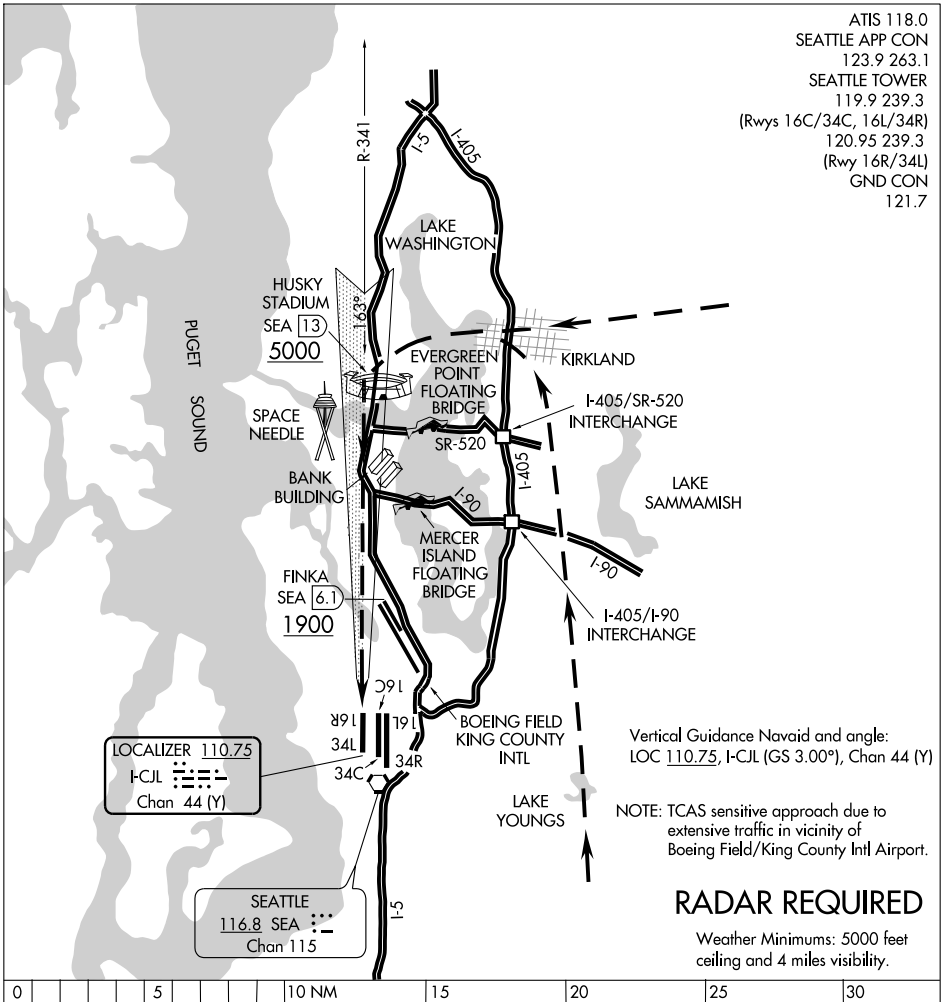 ATIS 118.0
SEATTLE APP CON
123.9 263.1
SEATTLE TOWER
119.9 239.3
(Rwys 16C/34C, 16L/34R)
120.95 239.3
(Rwy 16R/34L)
GND CON
121.7
R-341
I-5
I-405
LAKE
WASHINGTON
HUSKY
STADIUM
SEA 13
5000
163°
PUGET SOUND
KIRKLAND
EVERGREEN
POINT
FLOATING
BRIDGE
SPACE
NEEDLE
I-405/SR-520
INTERCHANGE
SR-520
I-405
BANK
BUILDING
I-90
LAKE
SAMMAMISH
MERCER
ISLAND
FLOATING
BRIDGE
I-90
FINKA
SEA 6.1
1900
I-405/I-90
INTERCHANGE
16R
16C
16L
34L
34C
34R
BOEING FIELD
KING COUNTY
INTL
LOCALIZER 110.75
I-CJL
Chan 44 (Y)
Vertical Guidance Navaid and angle:
LOC 110.75, I-CJL (GS 3.00°), Chan 44 (Y)
LAKE
YOUNGS
NOTE: TCAS sensitive approach due to
extensive traffic in vicinity of
Boeing Field/King County Intl Airport.
SEATTLE
116.8 SEA
Chan 115
I-5
RADAR REQUIRED
Weather Minimums: 5000 feet
ceiling and 4 miles visibility.
0 5 10 NM 15 20 25 30